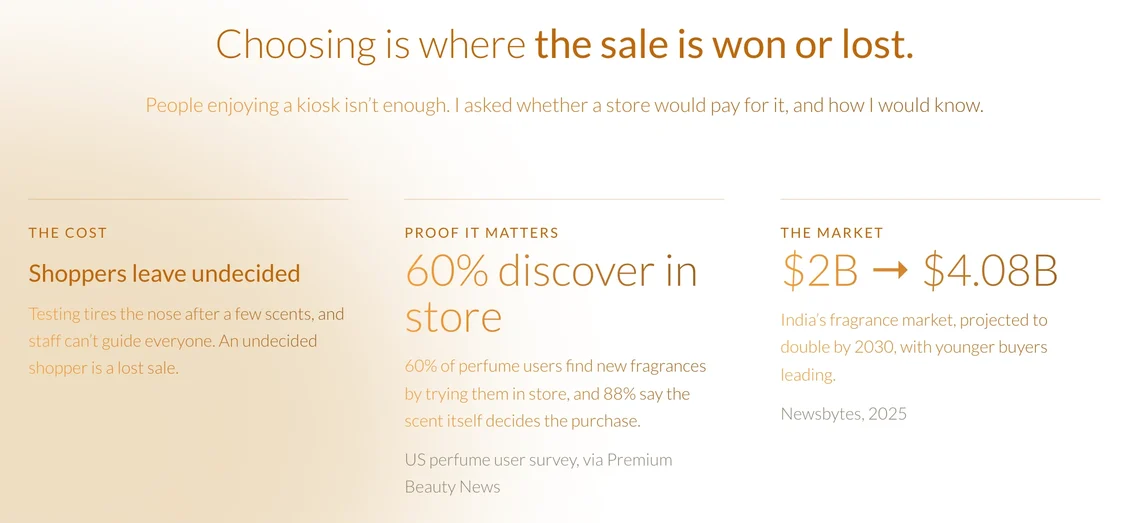 Choosing is where the sale is won or lost.
People enjoying a kiosk isn't enough. I asked whether a store would pay for it, and how I would know.
THE COST
Shoppers leave undecided
Testing tires the nose after a few scents, and
staff can't guide everyone. An undecided
shopper is a lost sale.
PROOF IT MATTERS
60% discover in
store
60% of perfume users find new fragrances
by trying them in store, and 88% say the
scent itself decides the purchase.
US perfume user survey, via Premium
Beauty News
THE MARKET
$2B → $4.08B
India's fragrance market, projected to
double by 2030, with younger buyers
leading.
Newsbytes, 2025